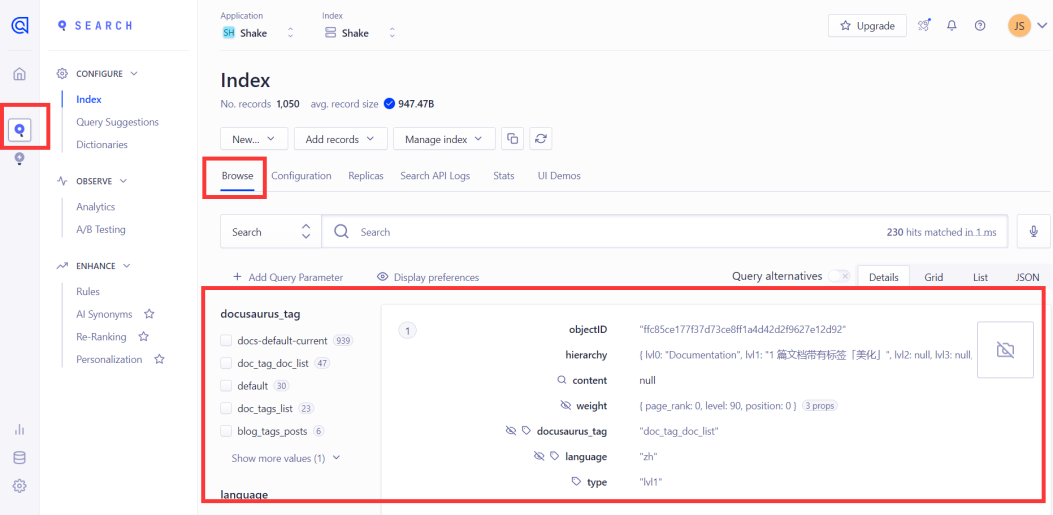 Application
Index
SH Shake
Shake
Upgrade
JS
SEARCH
CONFIGURE
Index
Query Suggestions
Dictionaries
OBSERVE
Analytics
A/B Testing
ENHANCE
Rules
AI Synonyms
Re-Ranking
Personalization
Index
No. records 1,050 avg. record size 947.47B
New...
Add records
Manage index
Browse
Configuration
Replicas
Search API Logs
Stats
UI Demos
Search
Search
230 hits matched in 1 ms
Add Query Parameter
Display preferences
Query alternatives
Details
Grid
List
JSON
docusaurus_tag
docs-default-current 939
doc_tag_doc_list 47
default 30
doc_tags_list 23
blog_tags_posts 6
Show more values (1)
language
1
objectID "ffc85ce177f37d73ce8ff1a4d42d2f9627e12d92"
hierarchy { lvl0: "Documentation", lvl1: "1 篇文档带有标签「美化」", lvl2: null, lvl3: null,
content null
weight { page_rank: 0, level: 90, position: 0 } 3 props
docusaurus_tag "doc_tag_doc_list"
language "zh"
type "lvl1"